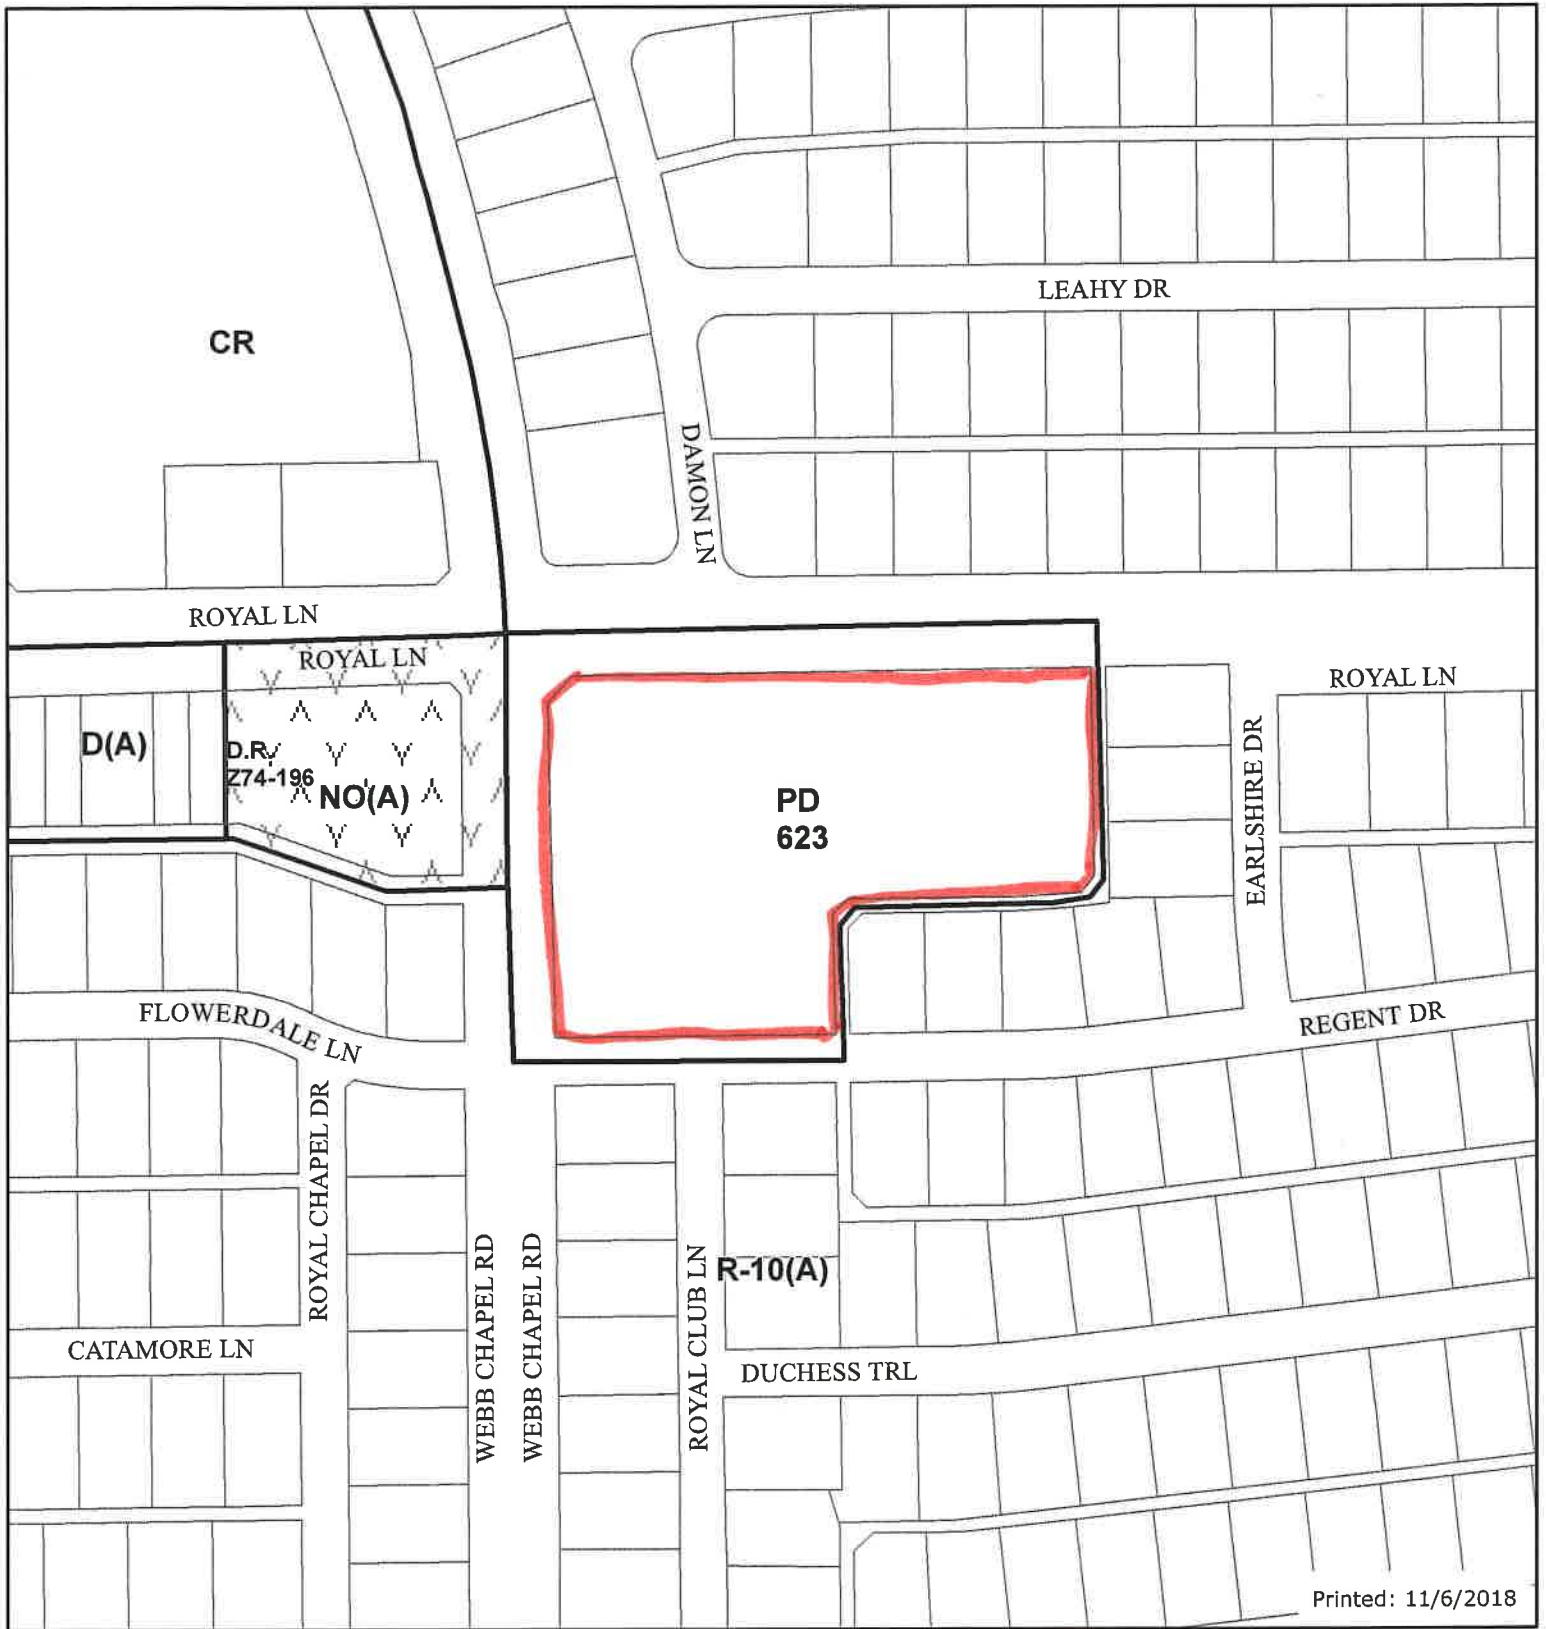 LEAHY DR
CR
DAMON LN
ROYAL LN
ROYAL LN
ROYAL LN
D(A)
D.R.
Z74-196
NO(A)
PD
623
EARLSHIRE DR
FLOWERDALE LN
REGENT DR
ROYAL CHAPEL DR
WEBB CHAPEL RD
WEBB CHAPEL RD
ROYAL CLUB LN
R-10(A)
CATAMORE LN
DUCHESS TRL
Printed: 11/6/2018